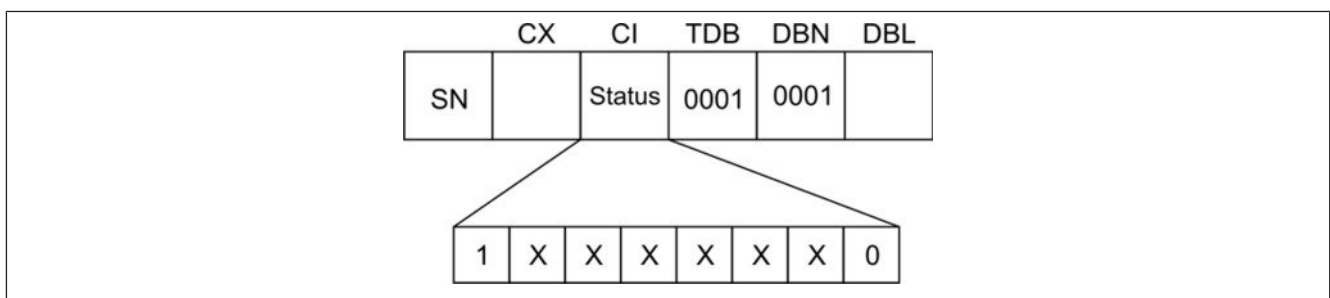 CX CI TDB DBN DBL
SN Status 0001 0001
1 X X X X X X 0